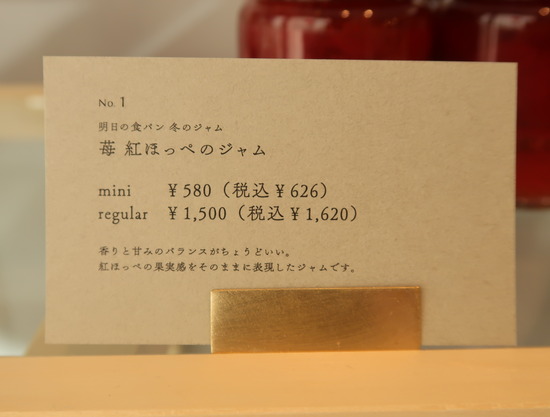 No. 1
明日の食パン 冬のジャム
苺 紅ほっぺのジャム
mini ¥580（税込¥626）
regular ¥1,500（税込¥1,620）
香りと甘みのバランスがちょうどいい。
紅ほっぺの果実感をそのままに表現したジャムです。